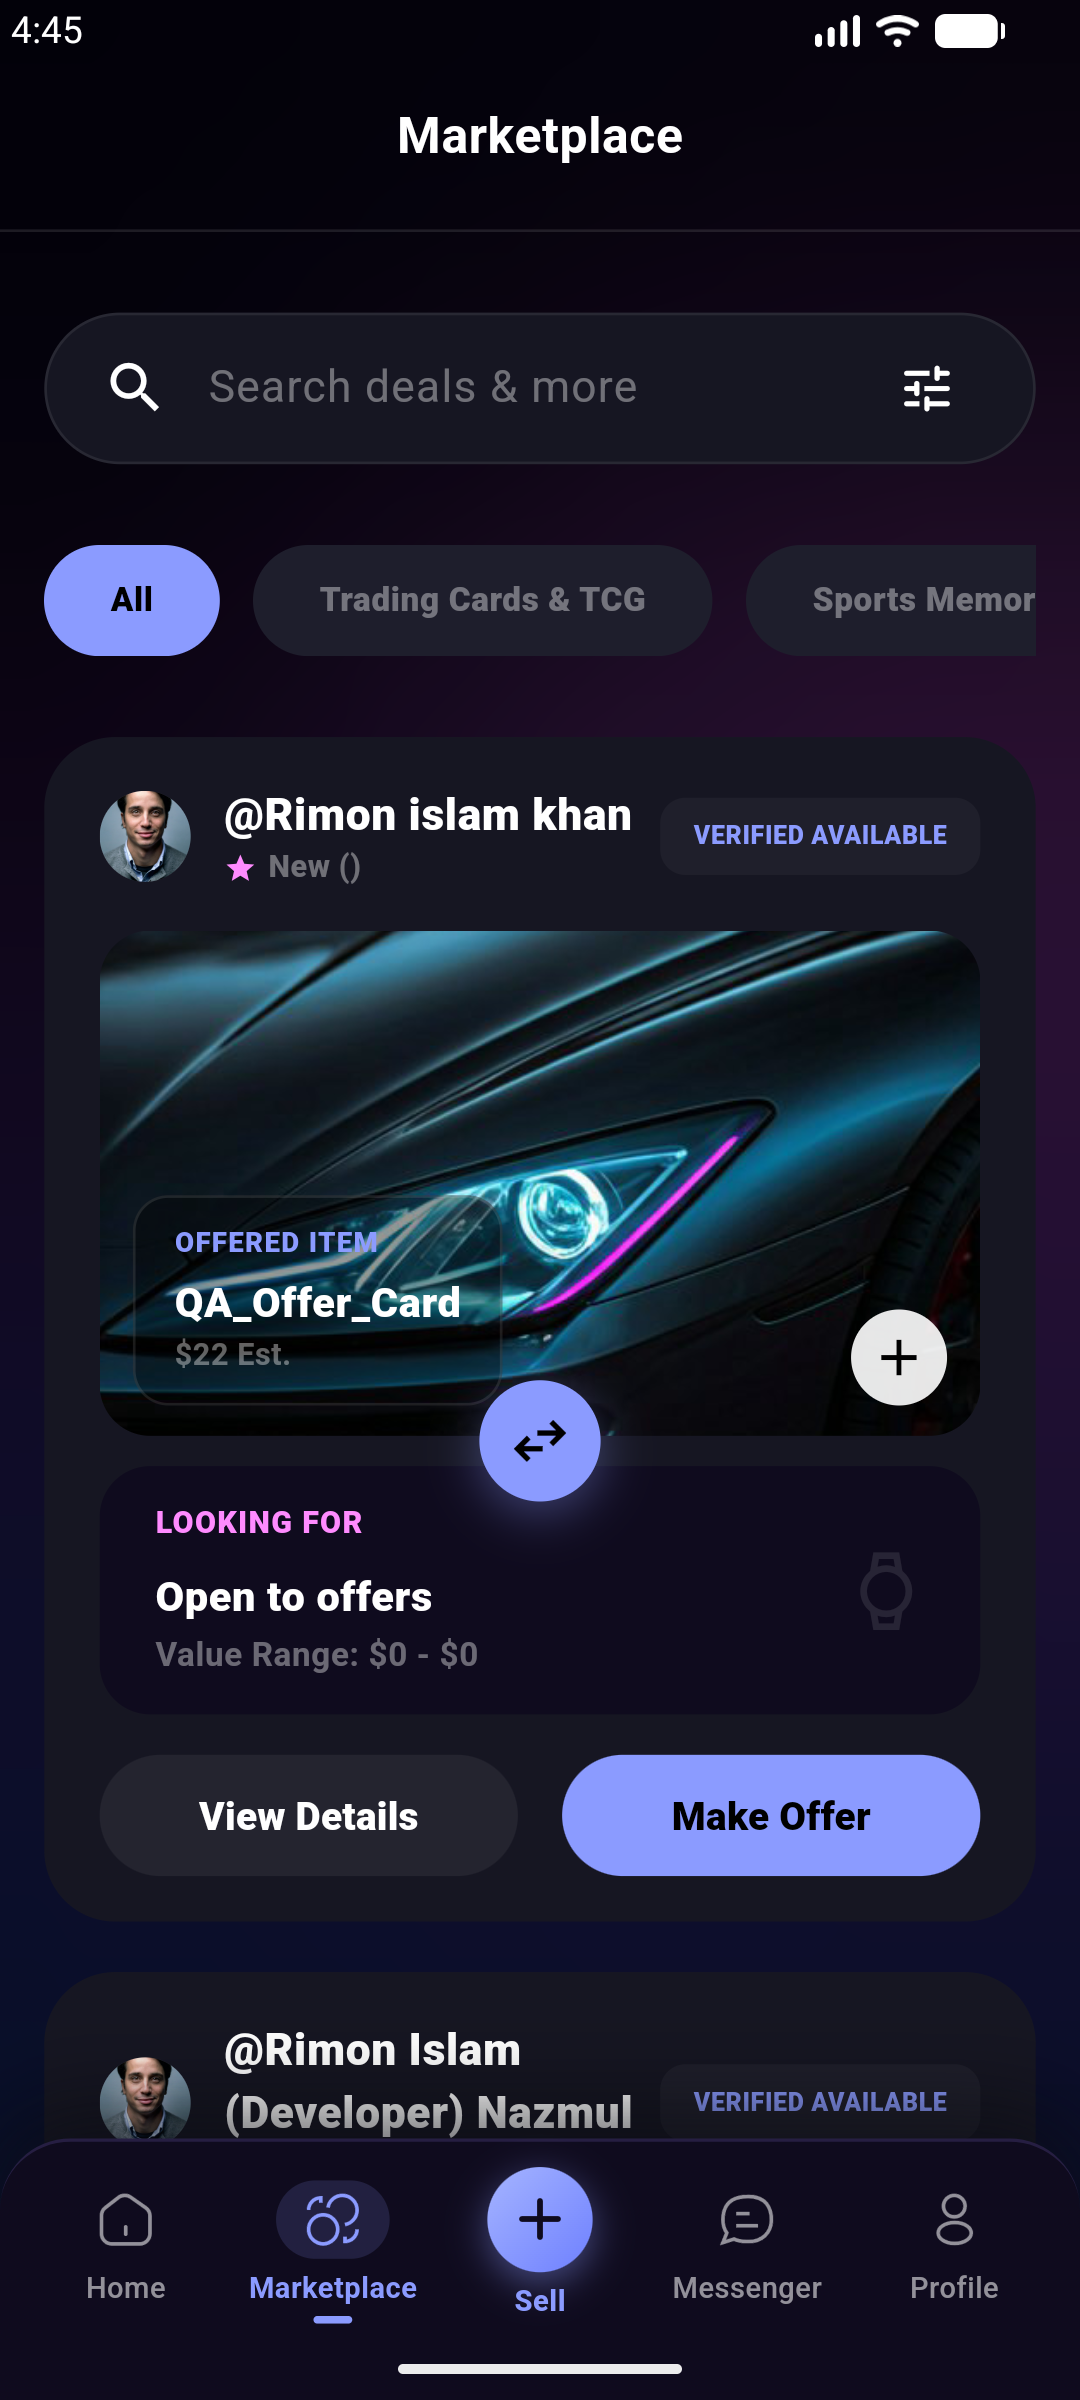 4:45
Marketplace
Search deals & more
All
Trading Cards & TCG
Sports Memor
@Rimon islam khan
New ()
VERIFIED AVAILABLE
OFFERED ITEM
QA_Offer_Card
$22 Est.
LOOKING FOR
Open to offers
Value Range: $0 - $0
View Details
Make Offer
@Rimon Islam
(Developer) Nazmul
VERIFIED AVAILABLE
Home
Marketplace
Sell
Messenger
Profile